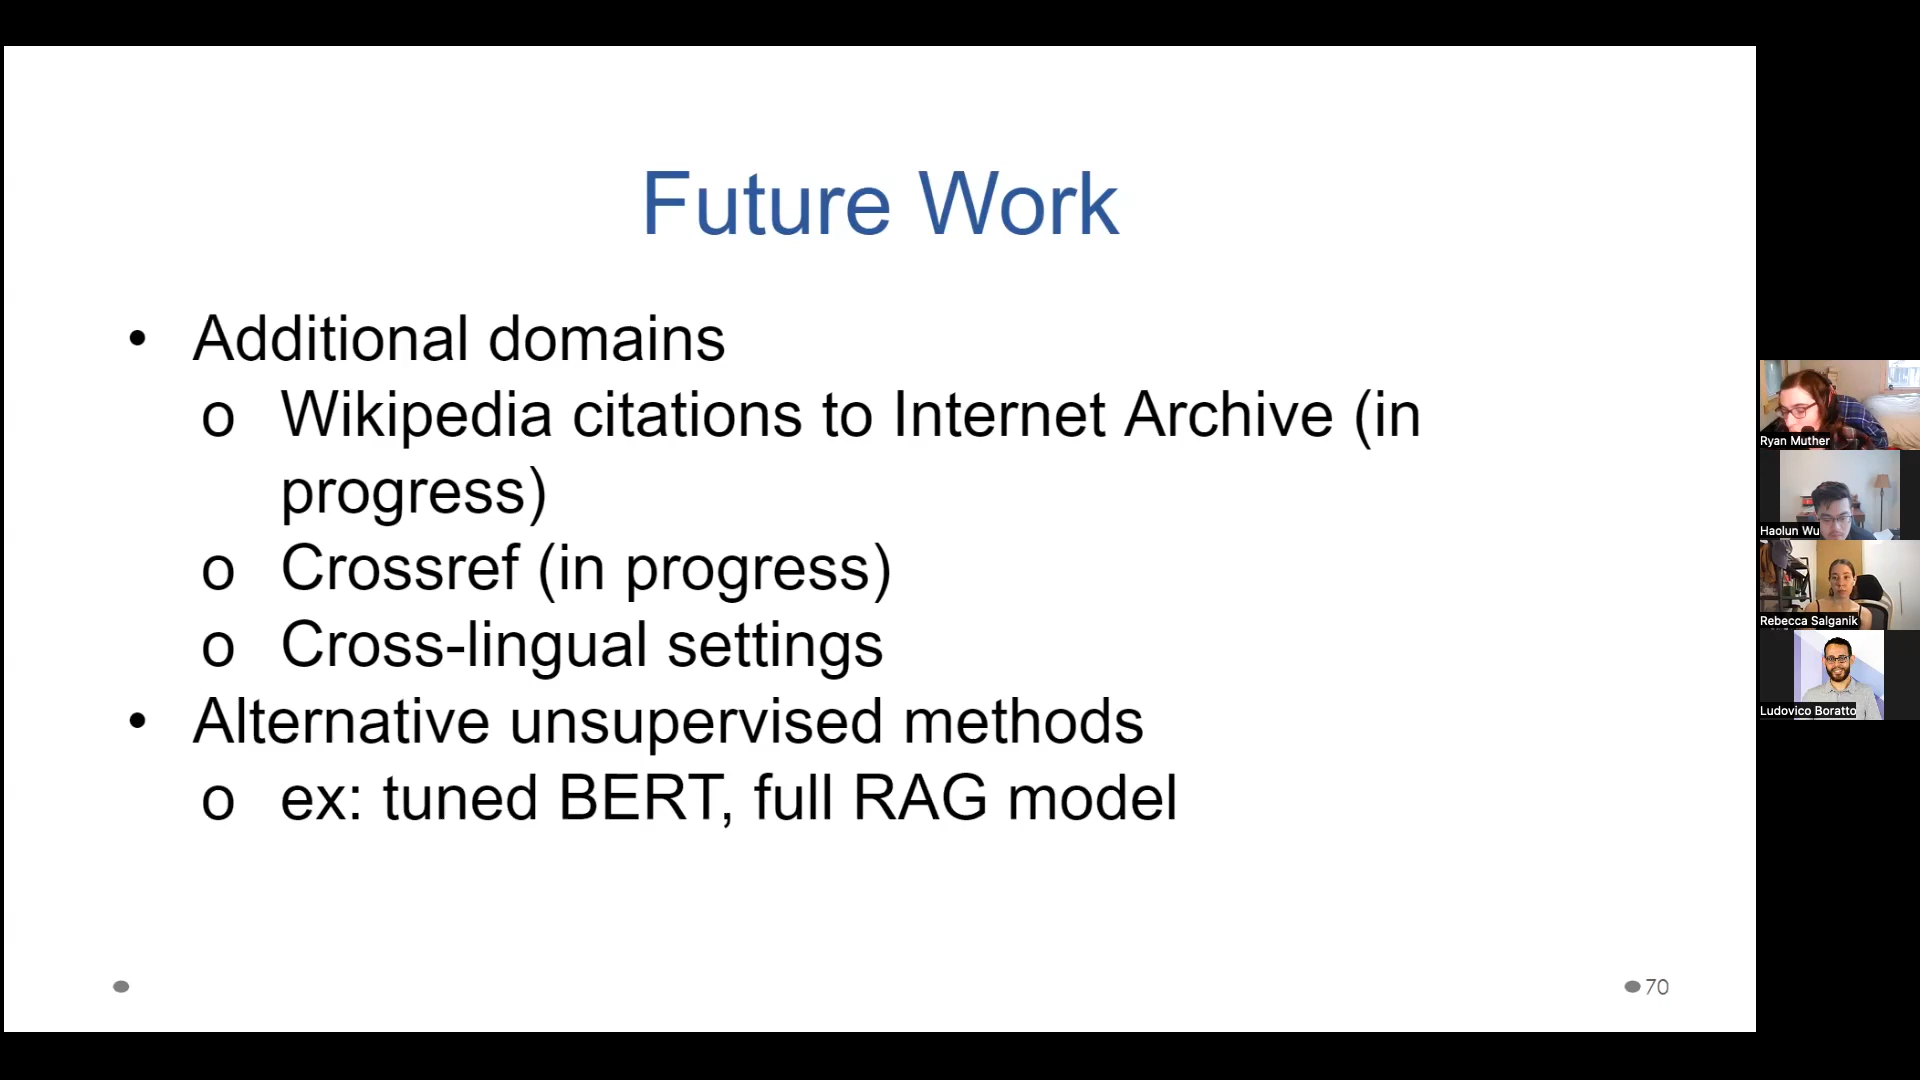 Future Work
• Additional domains
o Wikipedia citations to Internet Archive (in
progress)
o Crossref (in progress)
o Cross-lingual settings
• Alternative unsupervised methods
o ex: tuned BERT, full RAG model
70
Ryan Muther
Haolun Wu
Rebecca Salganik
Ludovico Boratto